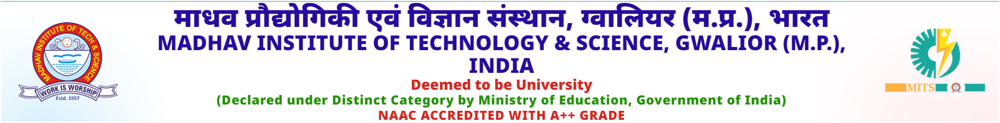 माधव प्रौद्योगिकी एवं विज्ञान संस्थान, ग्वालियर (म.प्र.), भारत
MADHAV INSTITUTE OF TECHNOLOGY & SCIENCE, GWALIOR (M.P.),
INDIA
Deemed to be University
(Declared under Distinct Category by Ministry of Education, Government of India)
NAAC ACCREDITED WITH A++ GRADE
MADHAV INSTITUTE OF TECH & SCIENCE
WORK IS WORSHIP
Estd. 1957
MITS